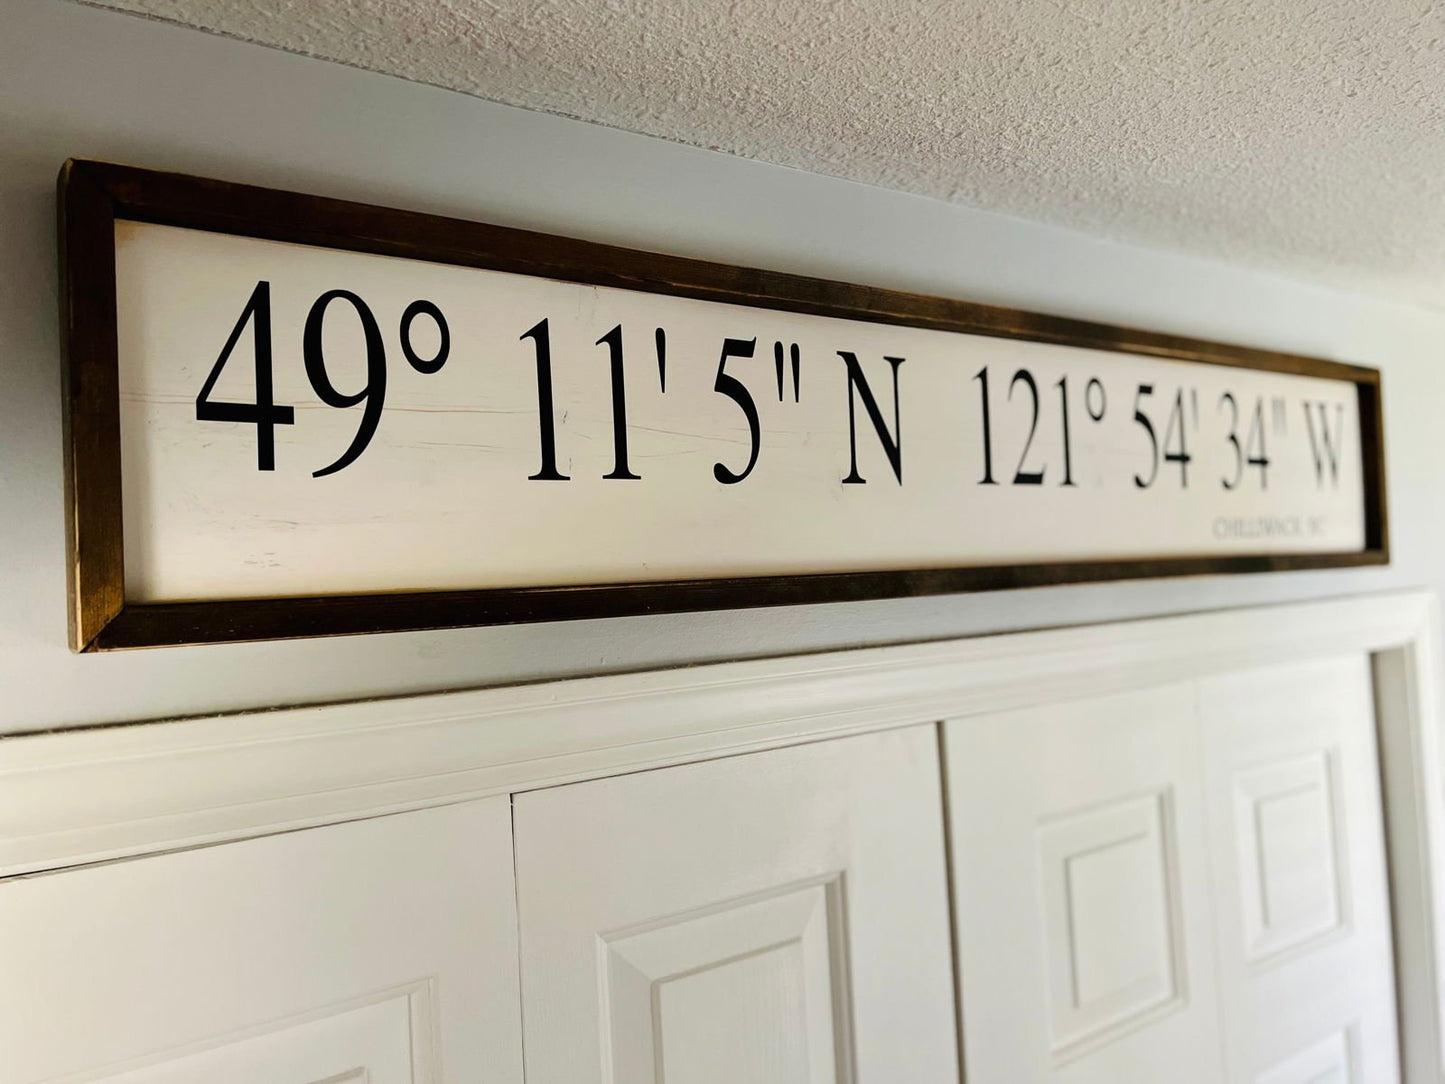 49° 11' 5" N 121° 54' 34" W
CHILLIWACK, BC